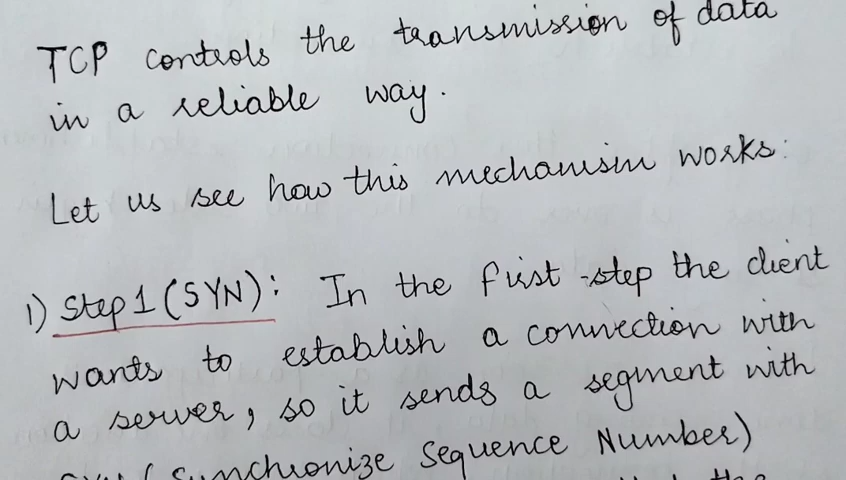 TCP controls the transmission of data
in a reliable way.
Let us see how this mechanism works:
1) Step 1 (SYN): In the first step the client
wants to establish a connection with
a server, so it sends a segment with
(Synchronize Sequence Number)
the